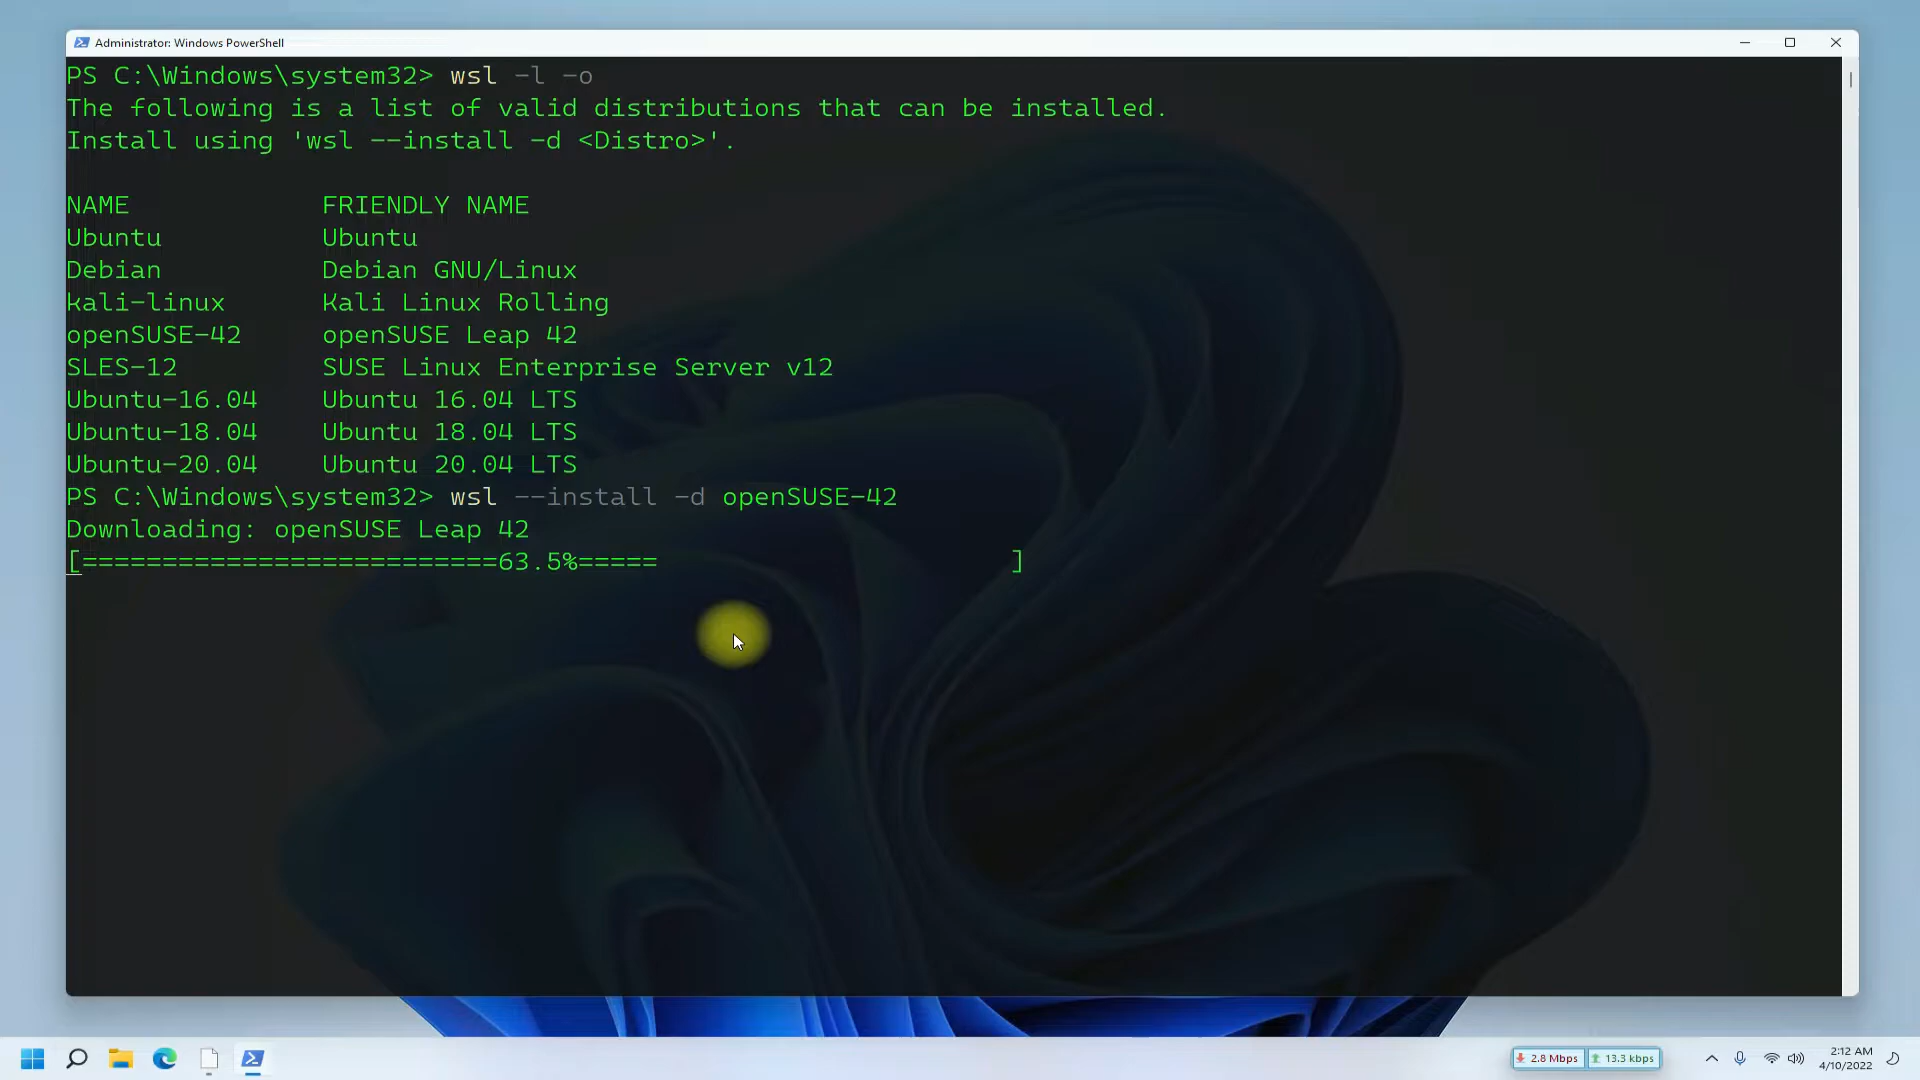 Administrator: Windows PowerShell
PS C:\Windows\system32> wsl -l -o
The following is a list of valid distributions that can be installed.
Install using 'wsl --install -d <Distro>'.
NAME FRIENDLY NAME
Ubuntu Ubuntu
Debian Debian GNU/Linux
kali-linux Kali Linux Rolling
openSUSE-42 openSUSE Leap 42
SLES-12 SUSE Linux Enterprise Server v12
Ubuntu-16.04 Ubuntu 16.04 LTS
Ubuntu-18.04 Ubuntu 18.04 LTS
Ubuntu-20.04 Ubuntu 20.04 LTS
PS C:\Windows\system32> wsl --install -d openSUSE-42
Downloading: openSUSE Leap 42
[==========================63.5%===== ]
2.8 Mbps 13.3 kbps
2:12 AM
4/10/2022